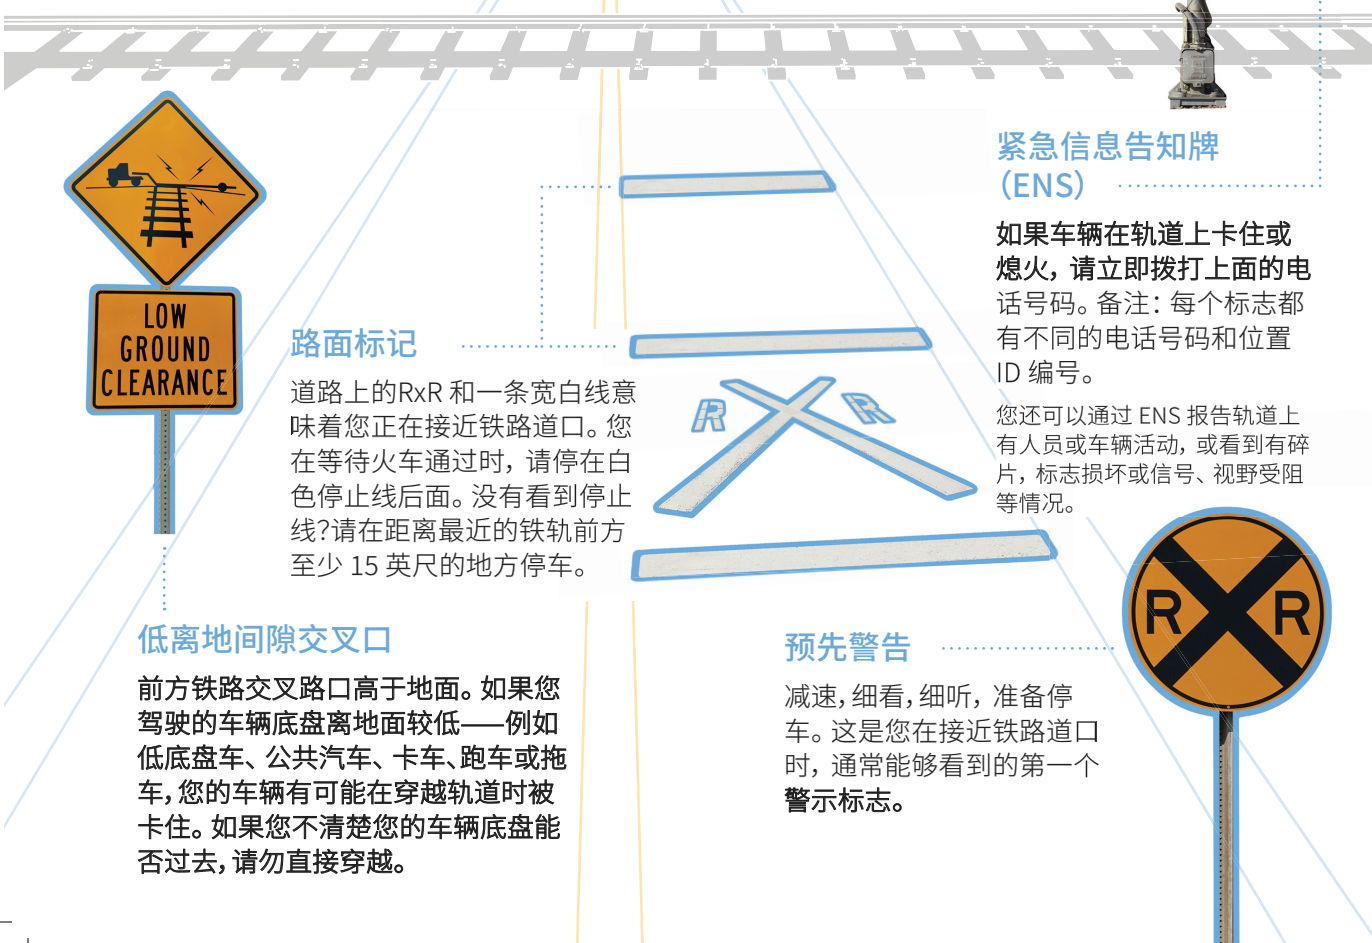 LOW
GROUND
CLEARANCE
紧急信息告知牌
（ENS）
如果车辆在轨道上卡住或
熄火，请立即拨打上面的电
话号码。备注：每个标志都
有不同的电话号码和位置
ID 编号。
您还可以通过 ENS 报告轨道上
有人员或车辆活动，或看到有碎
片，标志损坏或信号、视野受阻
等情况。
路面标记
道路上的RxR 和一条宽白线意
味着您正在接近铁路道口。您
在等待火车通过时，请停在白
色停止线后面。没有看到停止
线？请在距离最近的铁轨前方
至少 15 英尺的地方停车。
R R
R R
低离地间隙交叉口
前方铁路交叉路口高于地面。如果您
驾驶的车辆底盘离地面较低——例如
低底盘车、公共汽车、卡车、跑车或拖
车，您的车辆有可能在穿越轨道时被
卡住。如果您不清楚您的车辆底盘能
否过去，请勿直接穿越。
预先警告
减速，细看，细听，准备停
车。这是您在接近铁路道口
时，通常能够看到的第一个
警示标志。